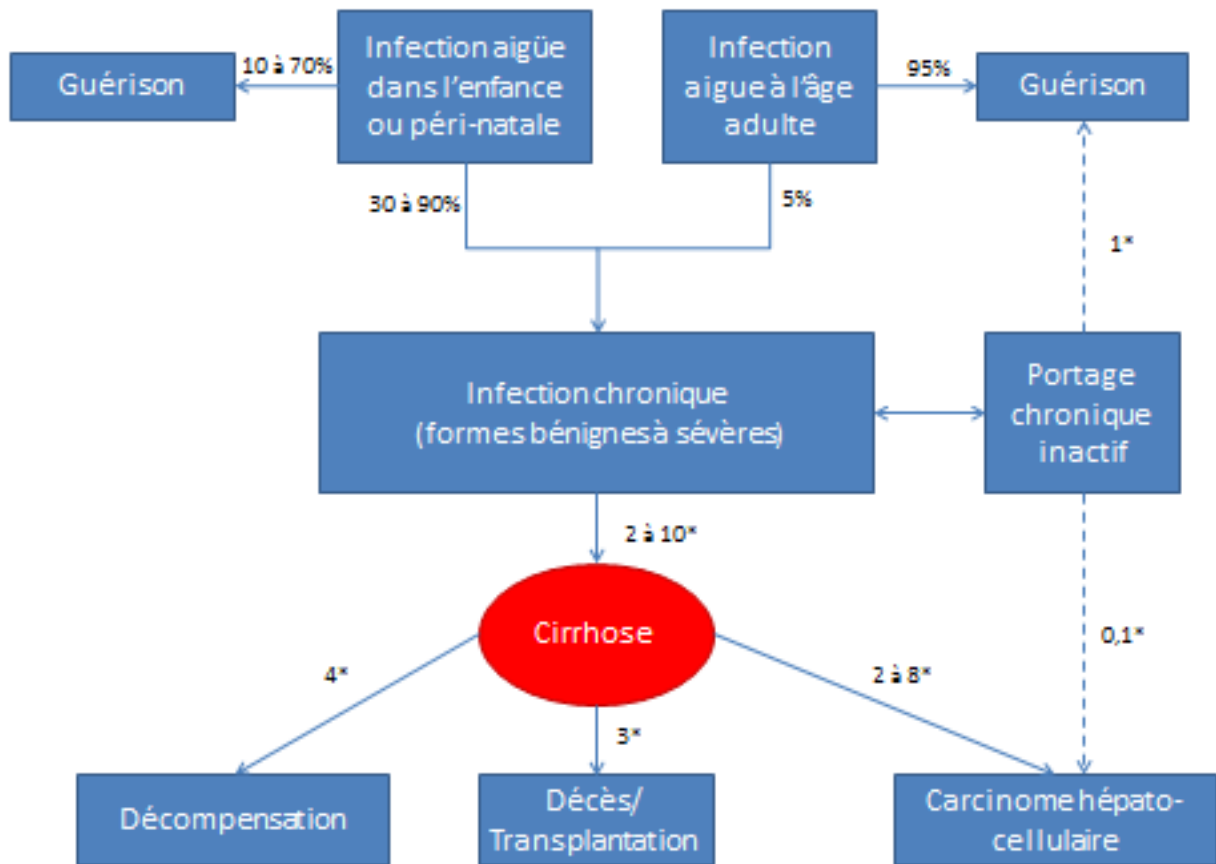 Infection aigüe
dans l'enfance
ou péri-natale
Infection
aigue à l'âge
adulte
10 à 70%
95%
Guérison
Guérison
30 à 90%
5%
1*
Infection chronique
(formes bénignes à sévères)
Portage
chronique
inactif
2 à 10*
Cirrhose
0,1*
4*
2 à 8*
3*
Décompensation
Décès/
Transplantation
Carcinome hépato-
cellulaire